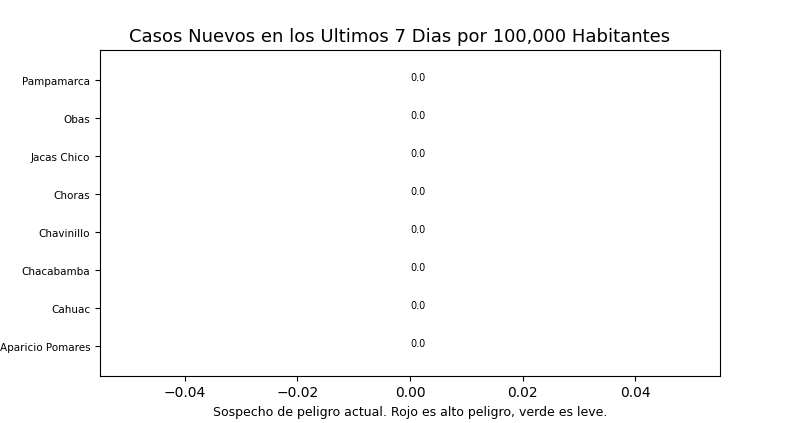 Casos Nuevos en los Ultimos 7 Dias por 100,000 Habitantes
Pampamarca 0.0
Obas 0.0
Jacas Chico 0.0
Choras 0.0
Chavinillo 0.0
Chacabamba 0.0
Cahuac 0.0
Aparicio Pomares 0.0
−0.04 −0.02 0.00 0.02 0.04
Sospecho de peligro actual. Rojo es alto peligro, verde es leve.